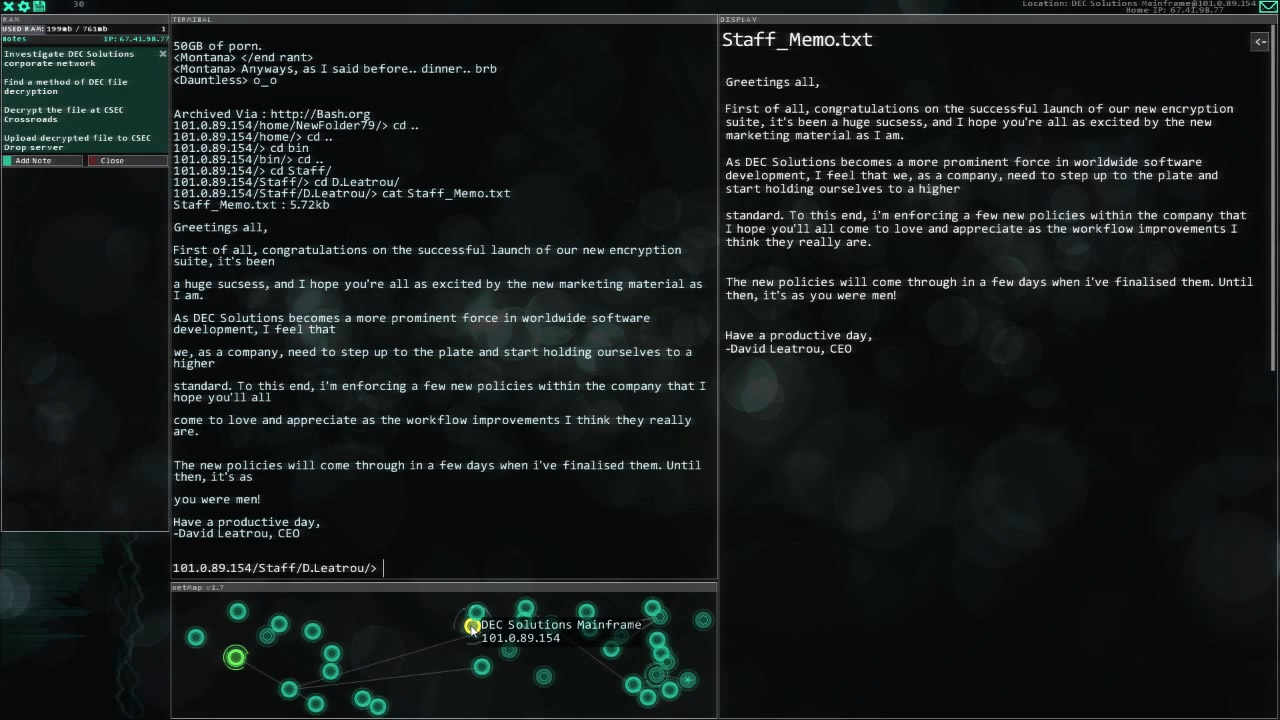 30
Location: DEC Solutions Mainframe@101.0.89.154
Home IP: 67.41.98.77
RAM
USED RAM: 199mb / 761mb 1
Notes IP: 67.41.98.77
Investigate DEC Solutions
corporate network
Find a method of DEC file
decryption
Decrypt the file at CSEC
Crossroads
Upload decrypted file to CSEC
Drop server
Add Note Close
TERMINAL
50GB of porn.
<Montana> </end rant>
<Montana> Anyways, as I said before.. dinner.. brb
<Dauntless> o_o
Archived Via : http://Bash.org
101.0.89.154/home/NewFolder79/> cd ..
101.0.89.154/home/> cd ..
101.0.89.154/> cd bin
101.0.89.154/bin/> cd ..
101.0.89.154/> cd Staff/
101.0.89.154/Staff/> cd D.Leatrou/
101.0.89.154/Staff/D.Leatrou/> cat Staff_Memo.txt
Staff_Memo.txt : 5.72kb
Greetings all,
First of all, congratulations on the successful launch of our new encryption
suite, it's been
a huge sucsess, and I hope you're all as excited by the new marketing material as
I am.
As DEC Solutions becomes a more prominent force in worldwide software
development, I feel that
we, as a company, need to step up to the plate and start holding ourselves to a
higher
standard. To this end, i'm enforcing a few new policies within the company that I
hope you'll all
come to love and appreciate as the workflow improvements I think they really
are.
The new policies will come through in a few days when i've finalised them. Until
then, it's as
you were men!
Have a productive day,
-David Leatrou, CEO
101.0.89.154/Staff/D.Leatrou/>
netMap v1.7
DEC Solutions Mainframe
101.0.89.154
DISPLAY
Staff_Memo.txt
<-
Greetings all,
First of all, congratulations on the successful launch of our new encryption
suite, it's been a huge sucsess, and I hope you're all as excited by the new
marketing material as I am.
As DEC Solutions becomes a more prominent force in worldwide software
development, I feel that we, as a company, need to step up to the plate and
start holding ourselves to a higher
standard. To this end, i'm enforcing a few new policies within the company that
I hope you'll all come to love and appreciate as the workflow improvements I
think they really are.
The new policies will come through in a few days when i've finalised them. Until
then, it's as you were men!
Have a productive day,
-David Leatrou, CEO